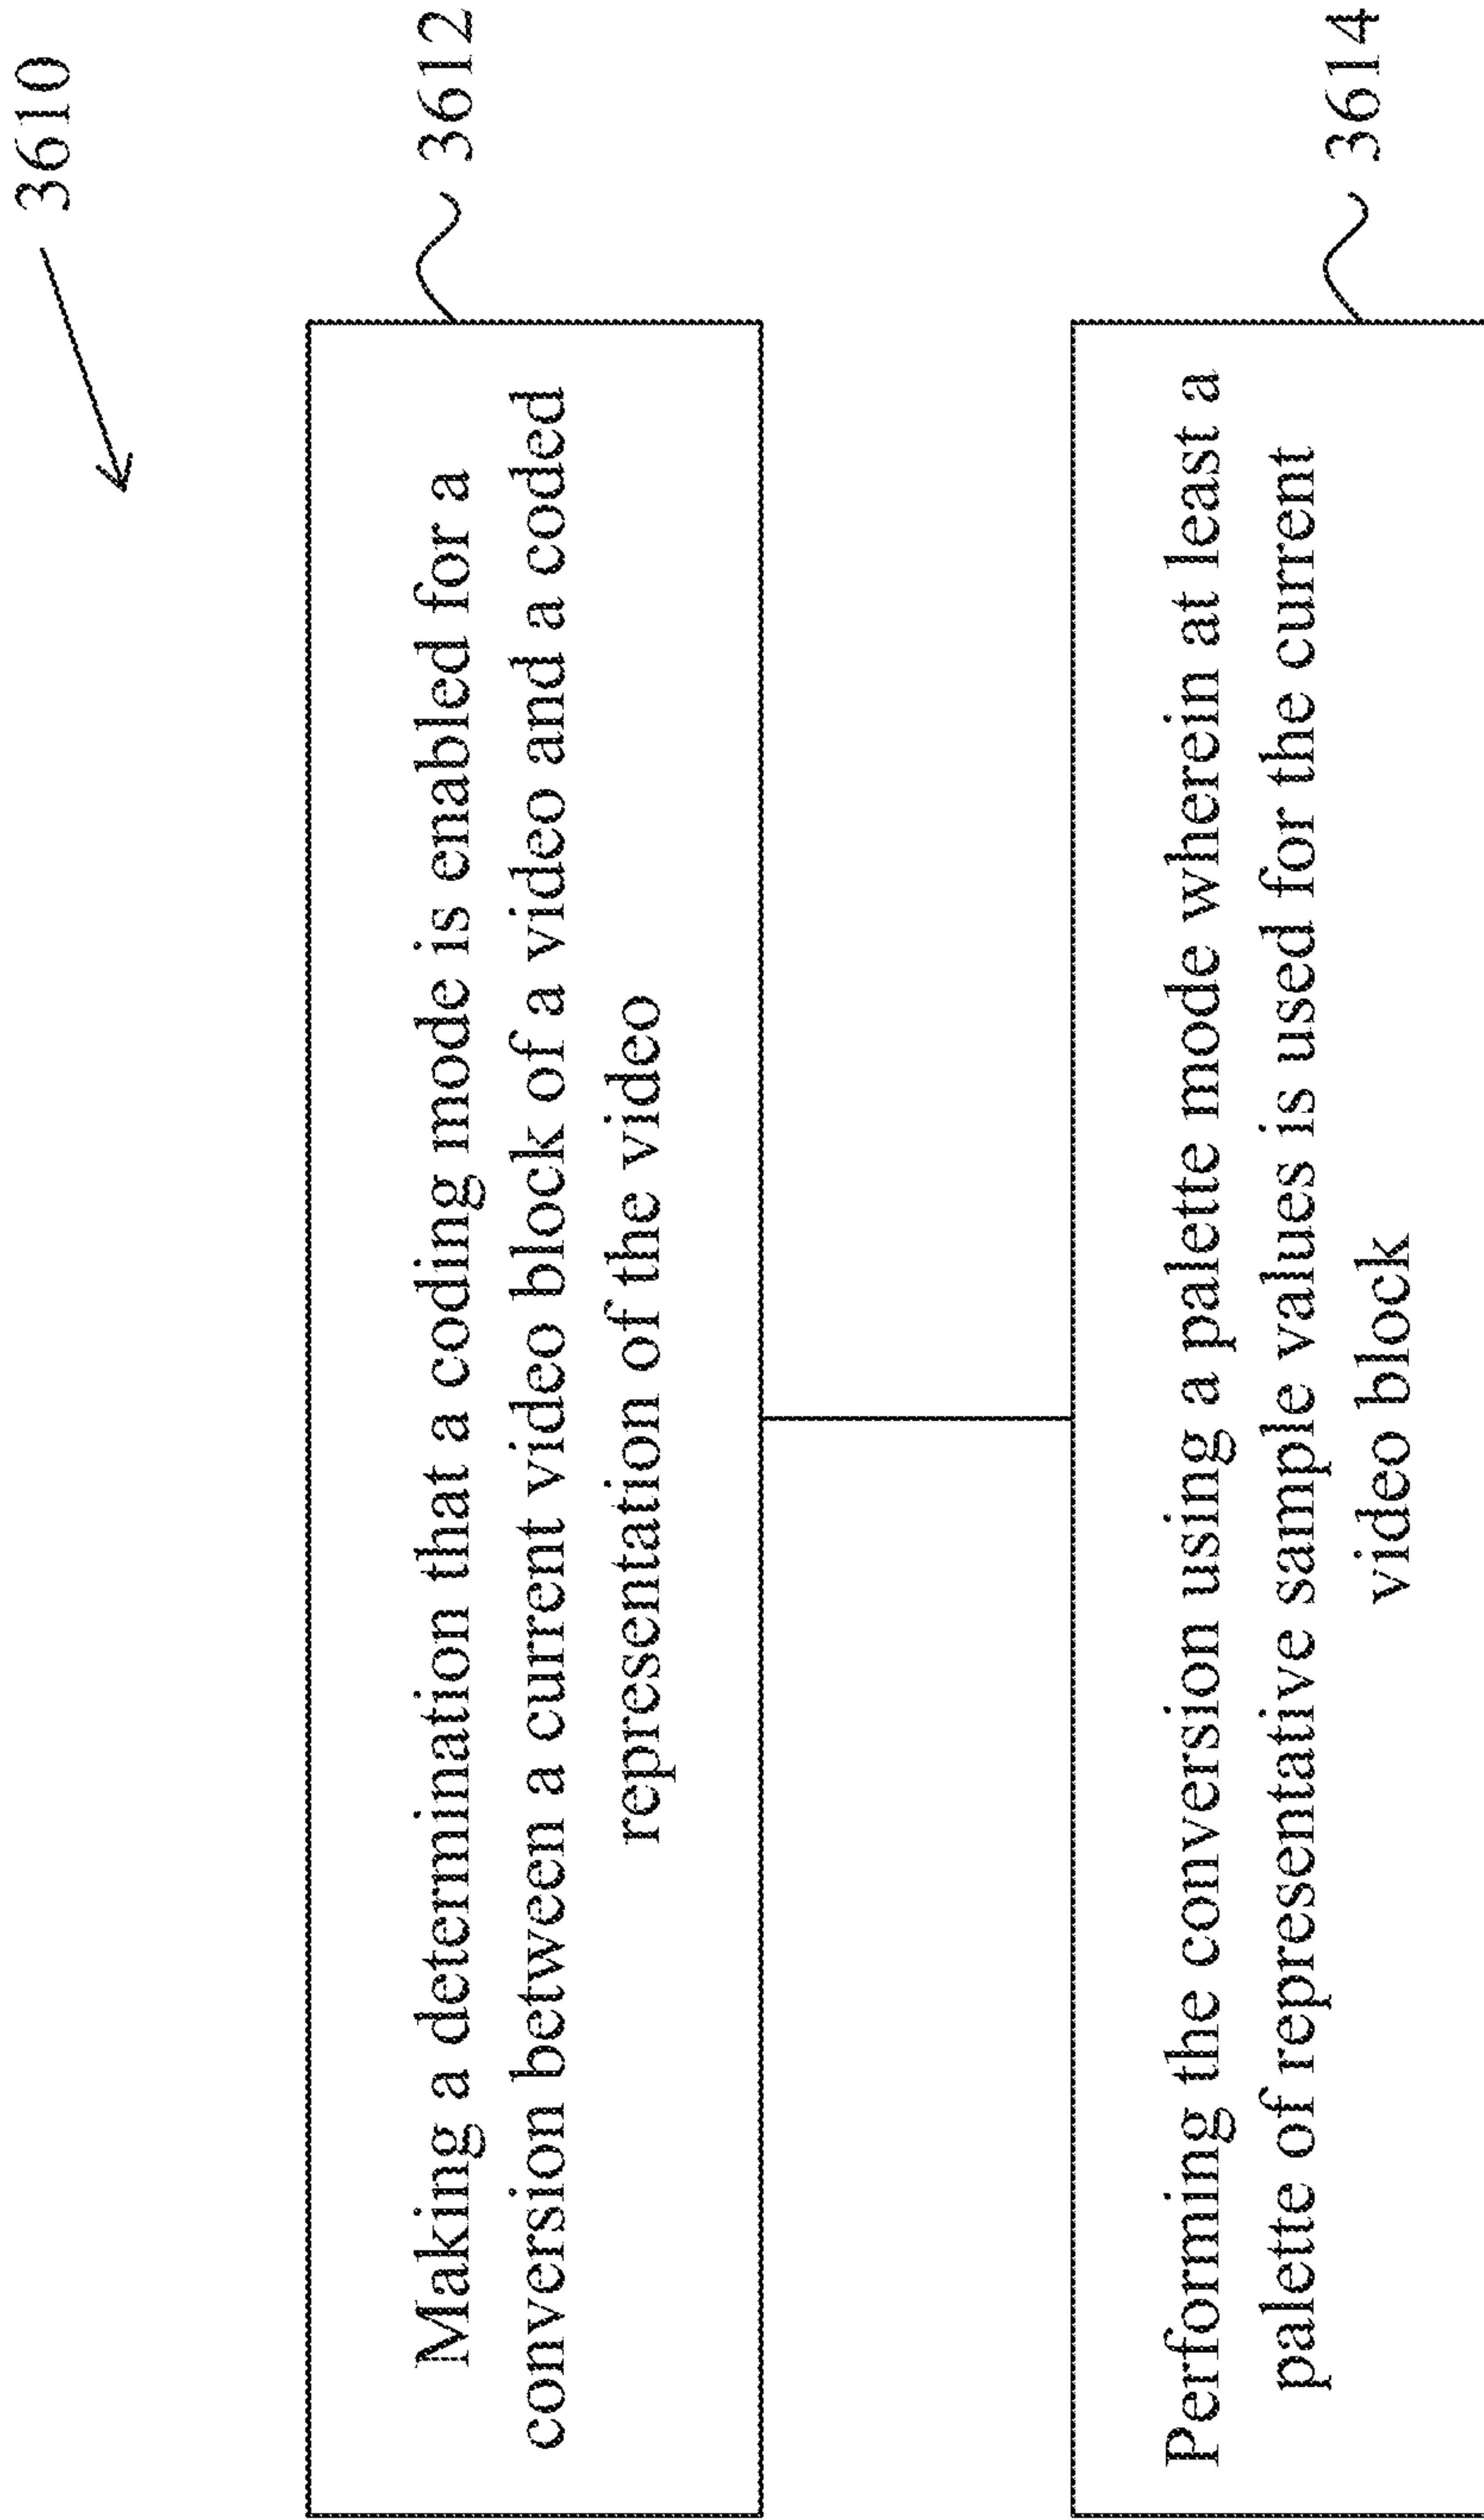 3610
Making a determination that a coding mode is enabled for a
conversion between a current video block of a video and a coded
representation of the video
3612
Performing the conversion using a palette mode wherein at least a
palette of representative sample values is used for the current
video block
3614